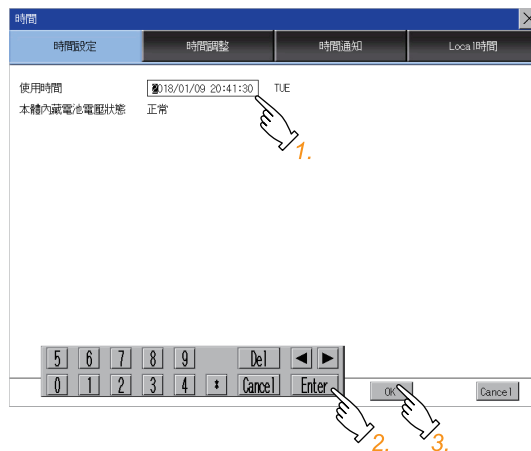 時間
時間設定 時間調整 時間通知 Local時間
使用時間 2018/01/09 20:41:30 TUE
本體內藏電池電壓狀態 正常
1.
5 6 7 8 9 Del ◀ ▶
0 1 2 3 4 : Cancel Enter
OK Cancel
2. 3.